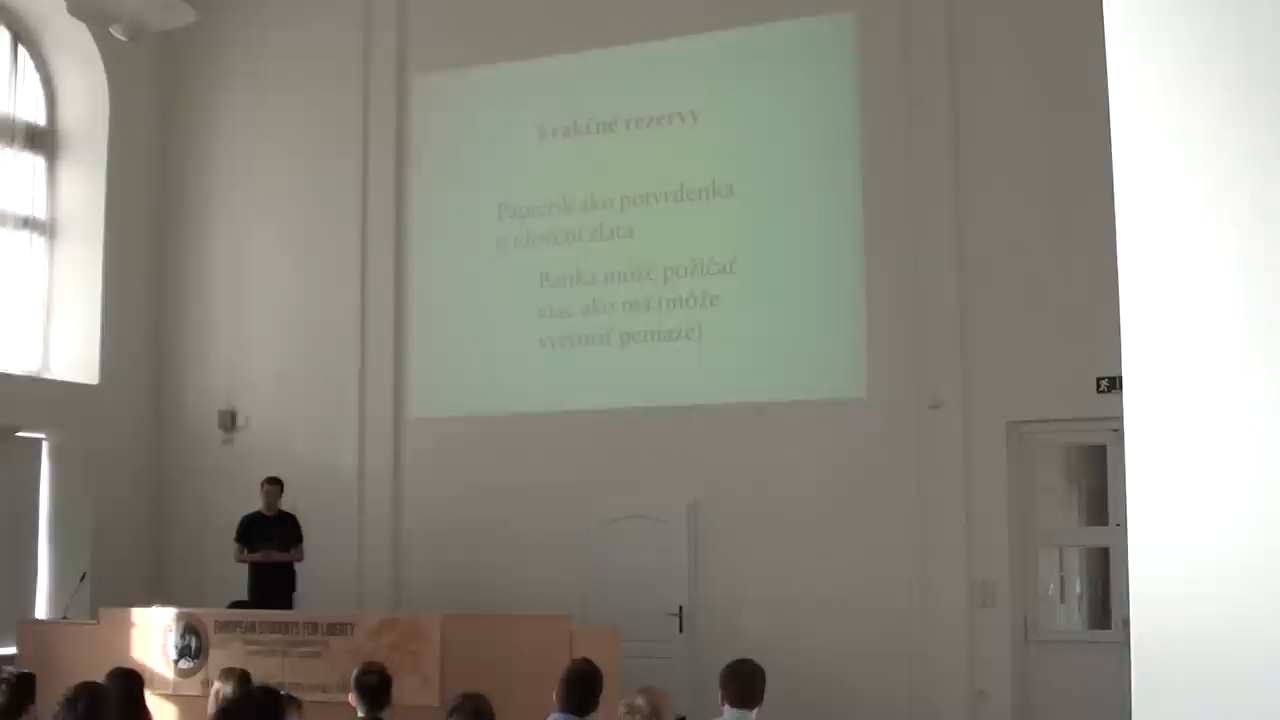 Frakčné rezervy
Papierik ako potvrdenka
o uložení zlata
Banka môže požičať
viac ako má (môže
vytvoriť peniaze)
EUROPEAN STUDENTS FOR LIBERTY